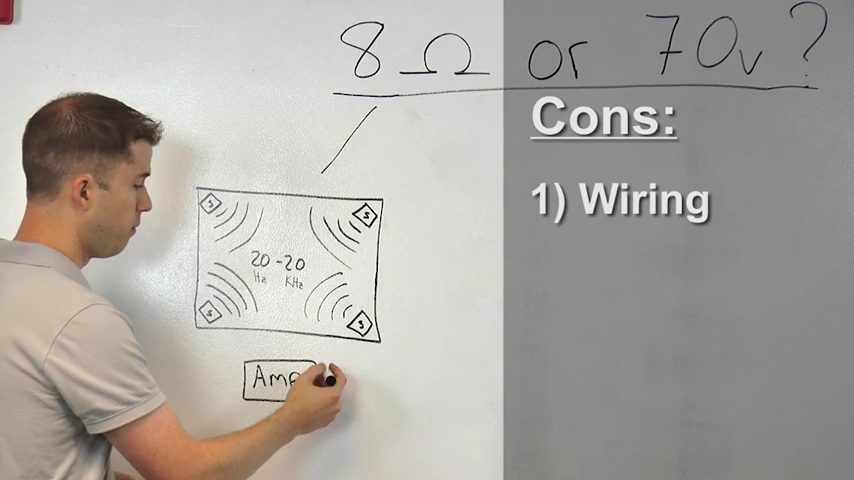 8 Ω or 70v?
Cons:
1) Wiring
S
S
20 - 20
Hz KHz
S
S
Amp